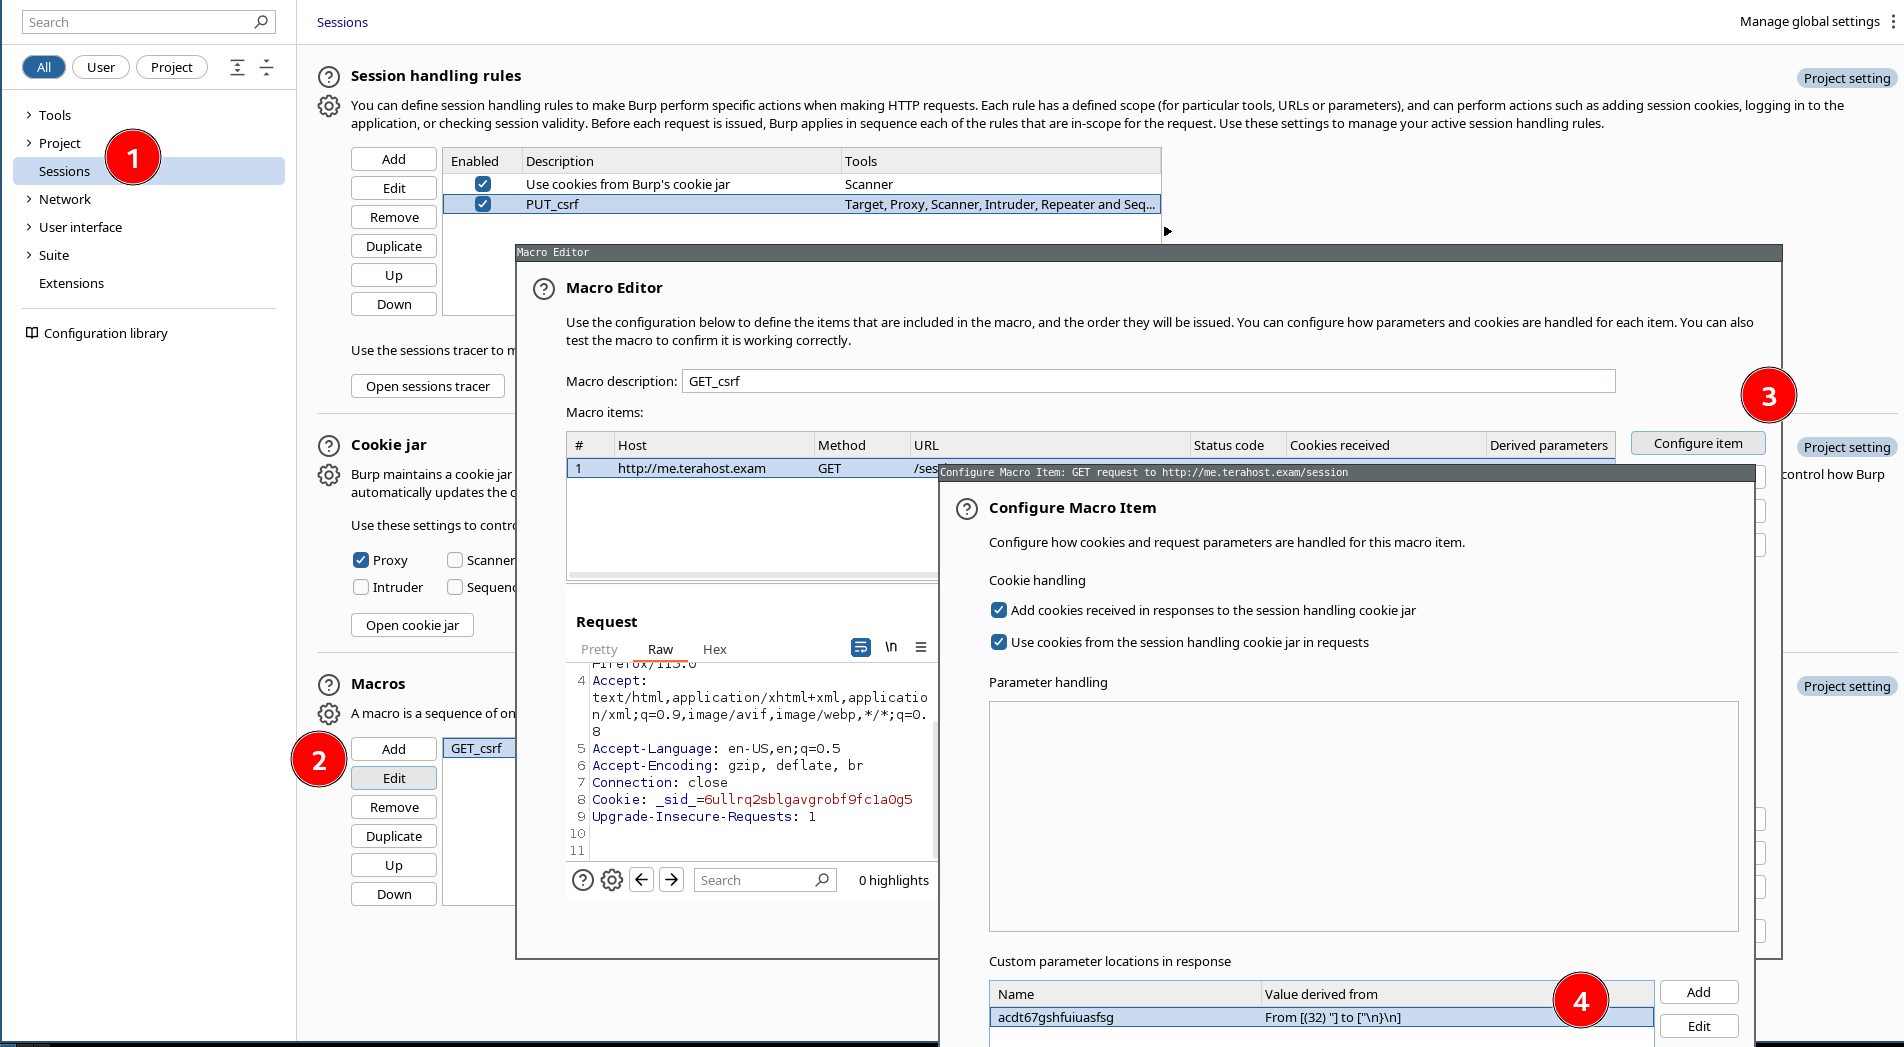 Search
Sessions
Manage global settings
All
User
Project
Session handling rules
Project setting
You can define session handling rules to make Burp perform specific actions when making HTTP requests. Each rule has a defined scope (for particular tools, URLs or parameters), and can perform actions such as adding session cookies, logging in to the
application, or checking session validity. Before each request is issued, Burp applies in sequence each of the rules that are in-scope for the request. Use these settings to manage your active session handling rules.
Tools
Project
1
Sessions
Network
User interface
Suite
Extensions
Configuration library
Add
Edit
Remove
Duplicate
Up
Down
Enabled Description Tools
Use cookies from Burp's cookie jar Scanner
PUT_csrf Target, Proxy, Scanner, Intruder, Repeater and Seq...
Use the sessions tracer to m
Open sessions tracer
Cookie jar
Project setting
Burp maintains a cookie jar
control how Burp
automatically updates the c
Use these settings to contro
Proxy Scanner
Intruder Sequenc
Open cookie jar
Macros
Project setting
A macro is a sequence of on
2
Add
Edit
Remove
Duplicate
Up
Down
GET_csrf
Macro Editor
Macro Editor
Use the configuration below to define the items that are included in the macro, and the order they will be issued. You can configure how parameters and cookies are handled for each item. You can also
test the macro to confirm it is working correctly.
Macro description: GET_csrf
3
Macro items:
# Host Method URL Status code Cookies received Derived parameters
Configure item
1 http://me.terahost.exam GET /ses
Request
Pretty Raw Hex
\n
Firefox/115.0
4 Accept:
text/html,application/xhtml+xml,applicatio
n/xml;q=0.9,image/avif,image/webp,*/*;q=0.
8
5 Accept-Language: en-US,en;q=0.5
6 Accept-Encoding: gzip, deflate, br
7 Connection: close
8 Cookie: _sid_=6ullrq2sblgavgrobf9fc1a0g5
9 Upgrade-Insecure-Requests: 1
10
11
Search
0 highlights
Configure Macro Item: GET request to http://me.terahost.exam/session
Configure Macro Item
Configure how cookies and request parameters are handled for this macro item.
Cookie handling
Add cookies received in responses to the session handling cookie jar
Use cookies from the session handling cookie jar in requests
Parameter handling
Custom parameter locations in response
Name Value derived from
4
acdt67gshfuiuasfsg From [(32) "] to ["\n}\n]
Add
Edit